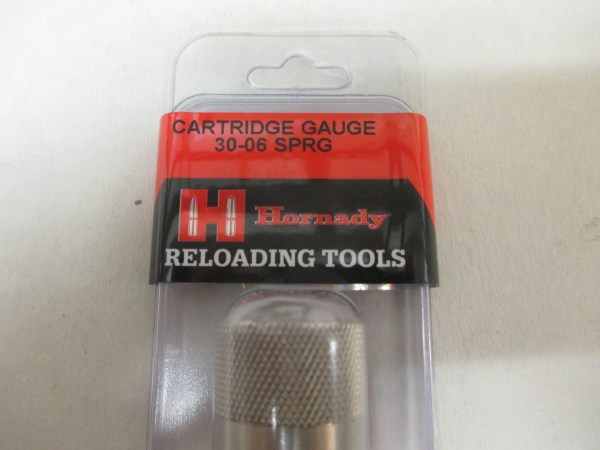 CARTRIDGE GAUGE
30-06 SPRG
H Hornady
RELOADING TOOLS